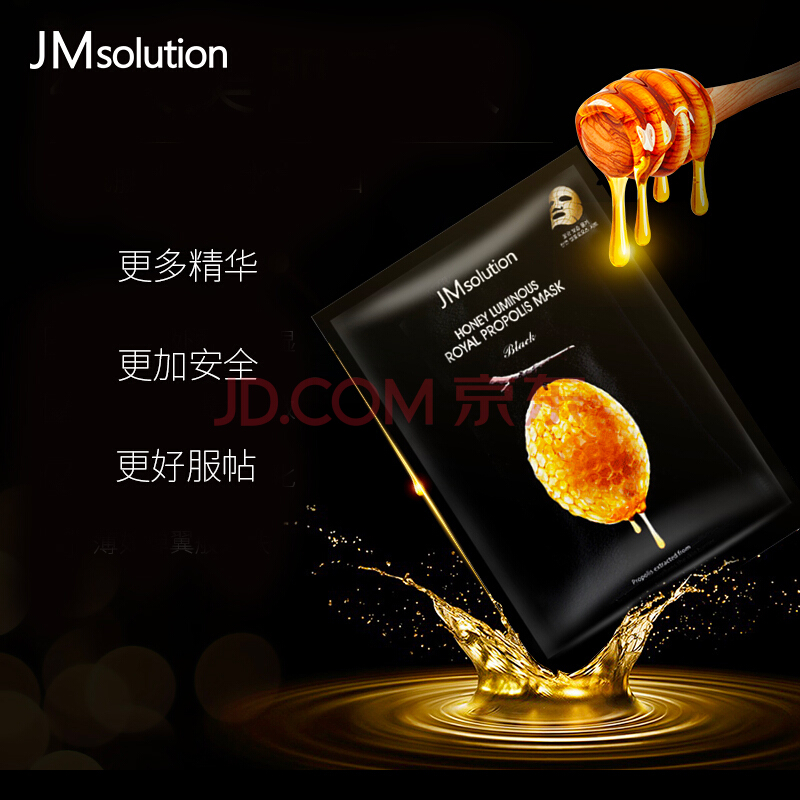 JMsolution
更多精华
更加安全
更好服帖
JMsolution
HONEY LUMINOUS
ROYAL PROPOLIS MASK
Black
JD.COM 京东
Propolis extracted from